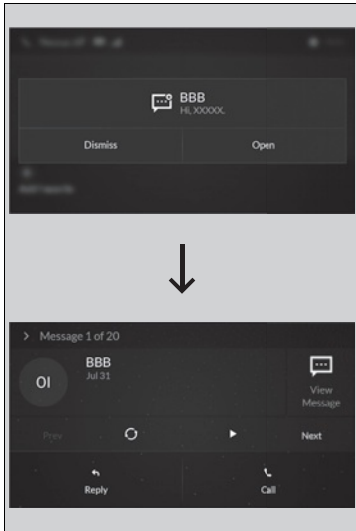 BBB
Hi, XXXXX.
Dismiss
Open
Message 1 of 20
BBB
Jul 31
OI
View
Message
Prev
Next
Reply
Call